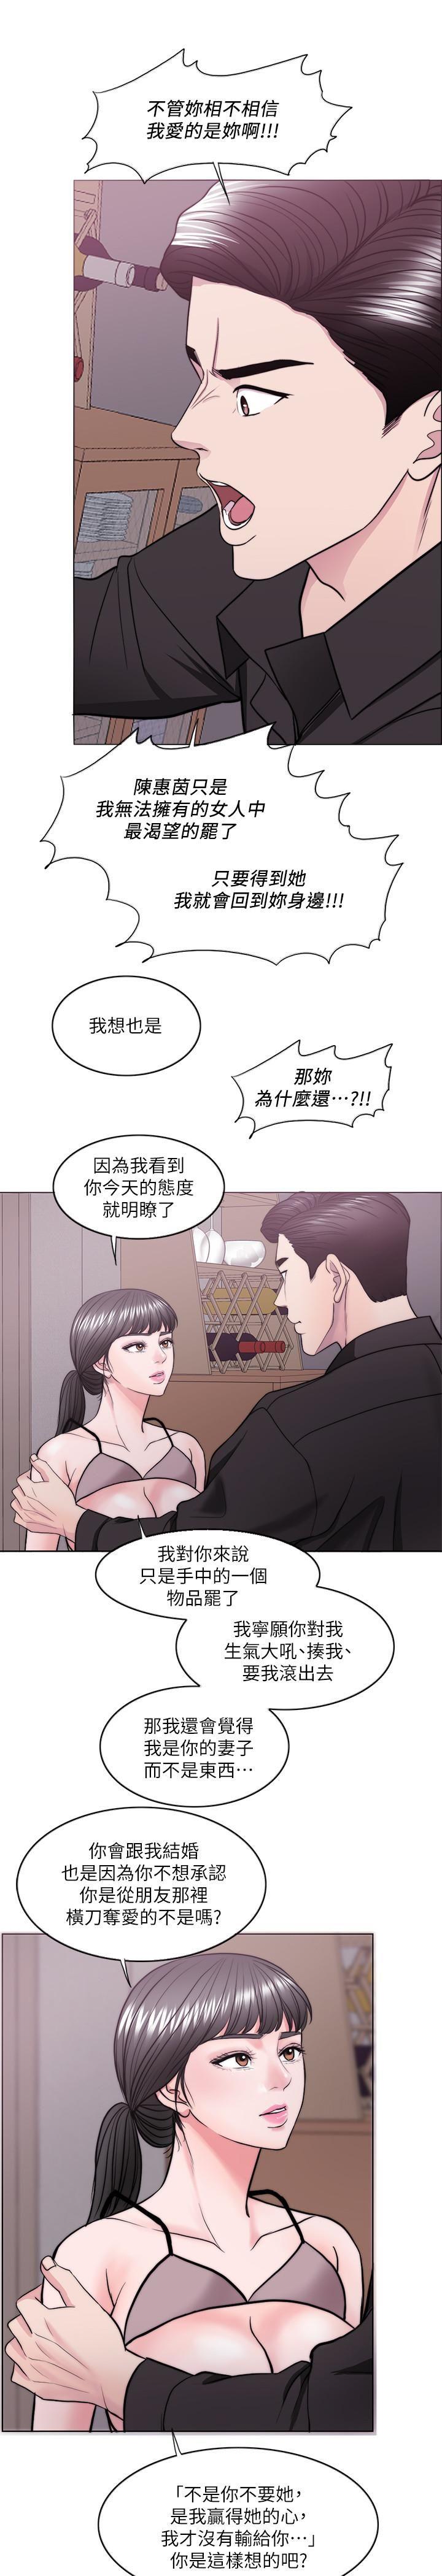 不管妳相不相信
我愛的是妳啊!!!
陳惠茵只是
我無法擁有的女人中
最渴望的罷了
只要得到她
我就會回到妳身邊!!!
我想也是
那妳
為什麼還…?!!
因為我看到
你今天的態度
就明瞭了
我對你來說
只是手中的一個
物品罷了
我寧願你對我
生氣大吼、揍我、
要我滾出去
那我還會覺得
我是你的妻子
而不是東西…
你會跟我結婚
也是因為你不想承認
你是從朋友那裡
橫刀奪愛的不是嗎?
「不是你不要她，
是我贏得她的心，
我才沒有輸給你…」
你是這樣想的吧?